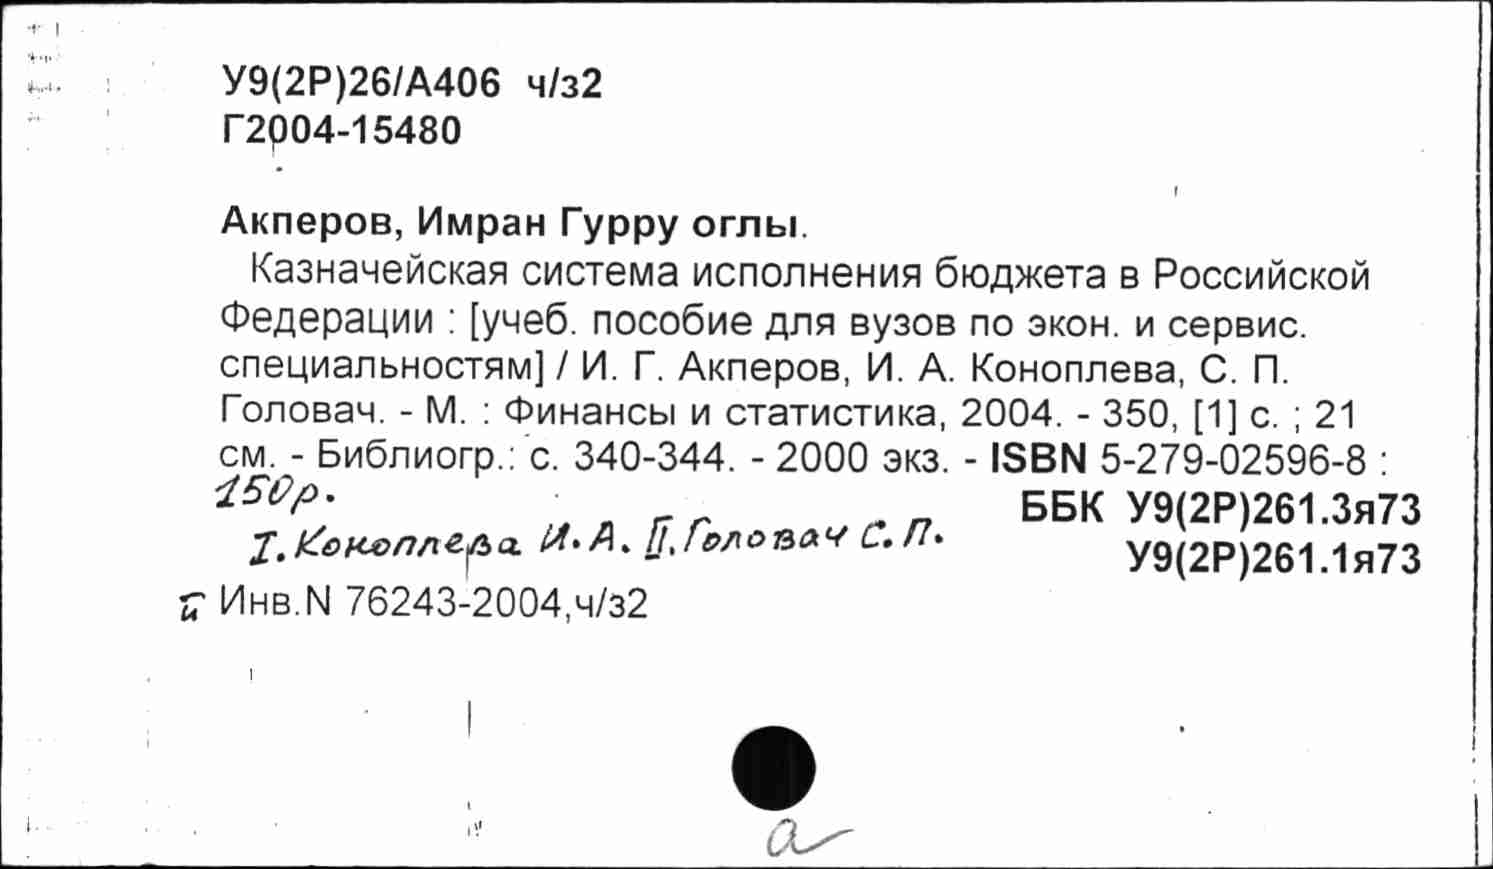 У9(2Р)26/А406 ч/з2
Г2004-15480
Акперов, Имран Гурру оглы.
Казначейская система исполнения бюджета в Российской
Федерации : [учеб. пособие для вузов по экон. и сервис.
специальностям] / И. Г. Акперов, И. А. Коноплева, С. П.
Головач. - М. : Финансы и статистика, 2004. - 350, [1] с. ; 21
см. - Библиогр.: с. 340-344. - 2000 экз. - ISBN 5-279-02596-8 :
150р.
ББК У9(2Р)261.3я73
I. Коноплева И.А. II. Головач С.П.
У9(2Р)261.1я73
Инв.N 76243-2004,ч/з2
а